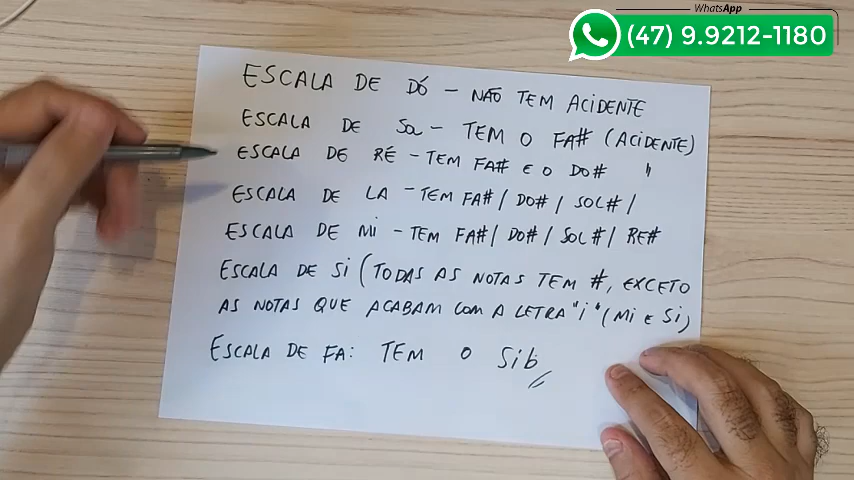 WhatsApp
(47) 9.9212-1180
ESCALA DE DÓ - NÃO TEM ACIDENTE
ESCALA DE SOL - TEM O FA# (ACIDENTE)
ESCALA DE RÉ - TEM FA# E O DO# "
ESCALA DE LA - TEM FA# / DO# / SOL# /
ESCALA DE Mi - TEM FA# / DO# / SOL# / RE#
ESCALA DE Si (TODAS AS NOTAS TEM #, EXCETO
AS NOTAS QUE ACABAM COM A LETRA "i" (Mi E Si)
ESCALA DE FA: TEM O Sib